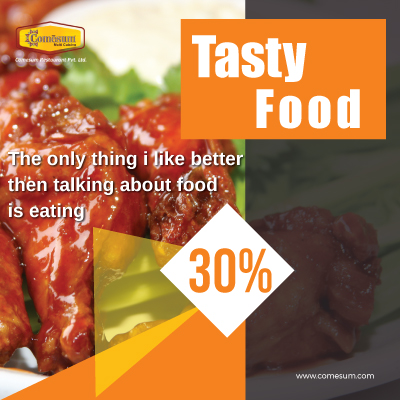 Comesum
Multi Cuisine
Comesum Restaurant Pvt. Ltd.
Tasty
Food
The only thing i like better
then talking about food
is eating
30%
www.comesum.com